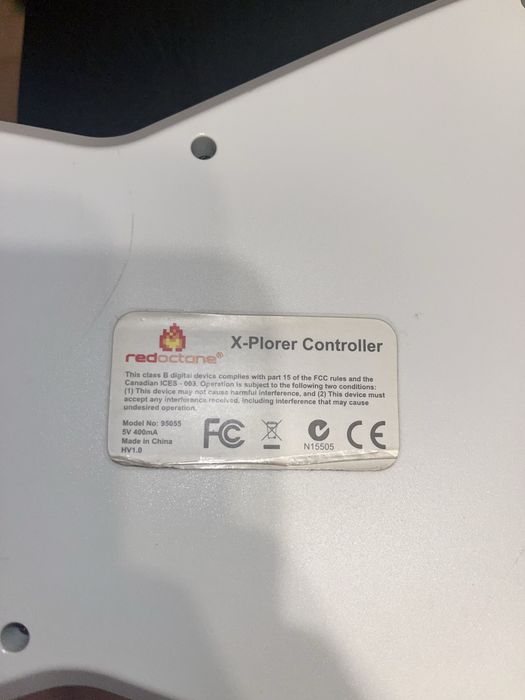 redoctane®
X-Plorer Controller
This class B digital device complies with part 15 of the FCC rules and the
Canadian ICES - 003. Operation is subject to the following two conditions:
(1) This device may not cause harmful interference, and (2) This device must
accept any interference received, including interference that may cause
undesired operation.
Model No: 95055
5V 400mA
Made in China
HV1.0
FC
N15505
CE